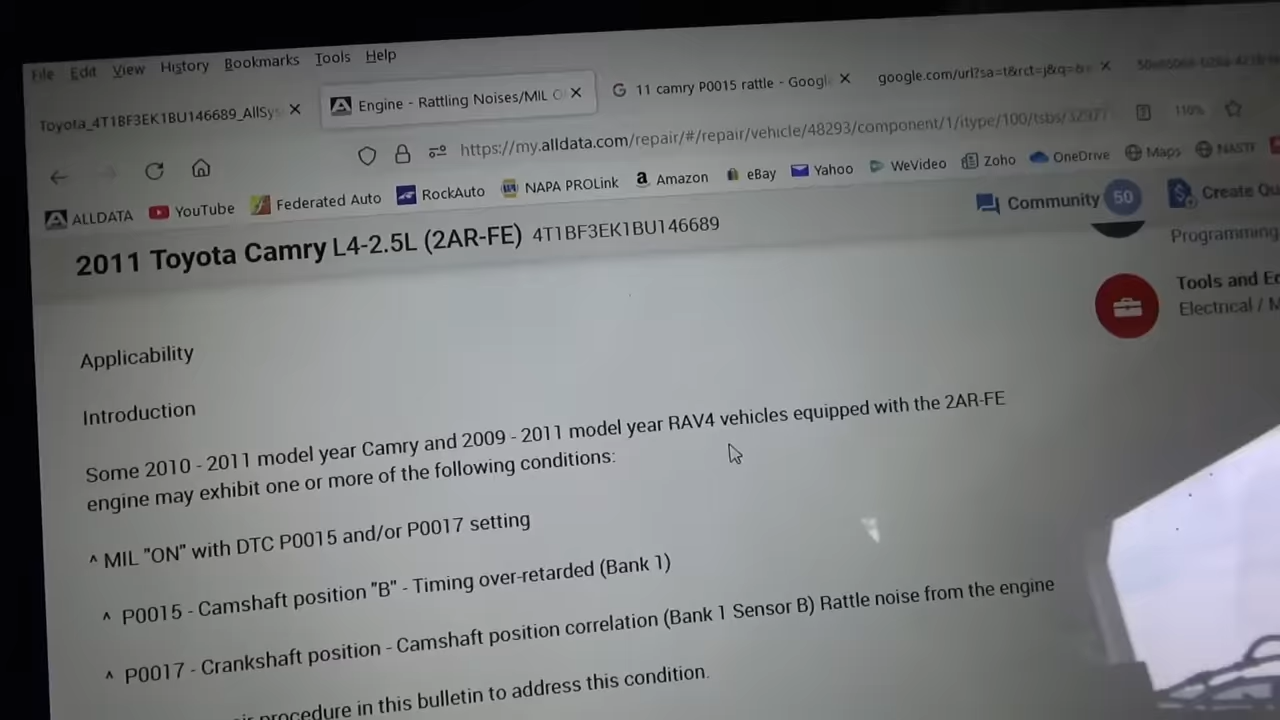 File Edit View History Bookmarks Tools Help
Toyota_4T1BF3EK1BU146689_AllSys
Engine - Rattling Noises/MIL O
11 camry P0015 rattle - Googl
google.com/url?sa=t&rct=j&q=&
https://my.alldata.com/repair/#/repair/vehicle/48293/component/1/itype/100/tsbs/32927
110%
ALLDATA YouTube Federated Auto RockAuto NAPA PROLink Amazon eBay Yahoo WeVideo Zoho OneDrive Maps NASTF
2011 Toyota Camry L4-2.5L (2AR-FE) 4T1BF3EK1BU146689
Community 50 Create Qu
Programming
Tools and Eq
Electrical / M
Applicability
Introduction
Some 2010 - 2011 model year Camry and 2009 - 2011 model year RAV4 vehicles equipped with the 2AR-FE
engine may exhibit one or more of the following conditions:
^ MIL "ON" with DTC P0015 and/or P0017 setting
^ P0015 - Camshaft position "B" - Timing over-retarded (Bank 1)
^ P0017 - Crankshaft position - Camshaft position correlation (Bank 1 Sensor B) Rattle noise from the engine
procedure in this bulletin to address this condition.